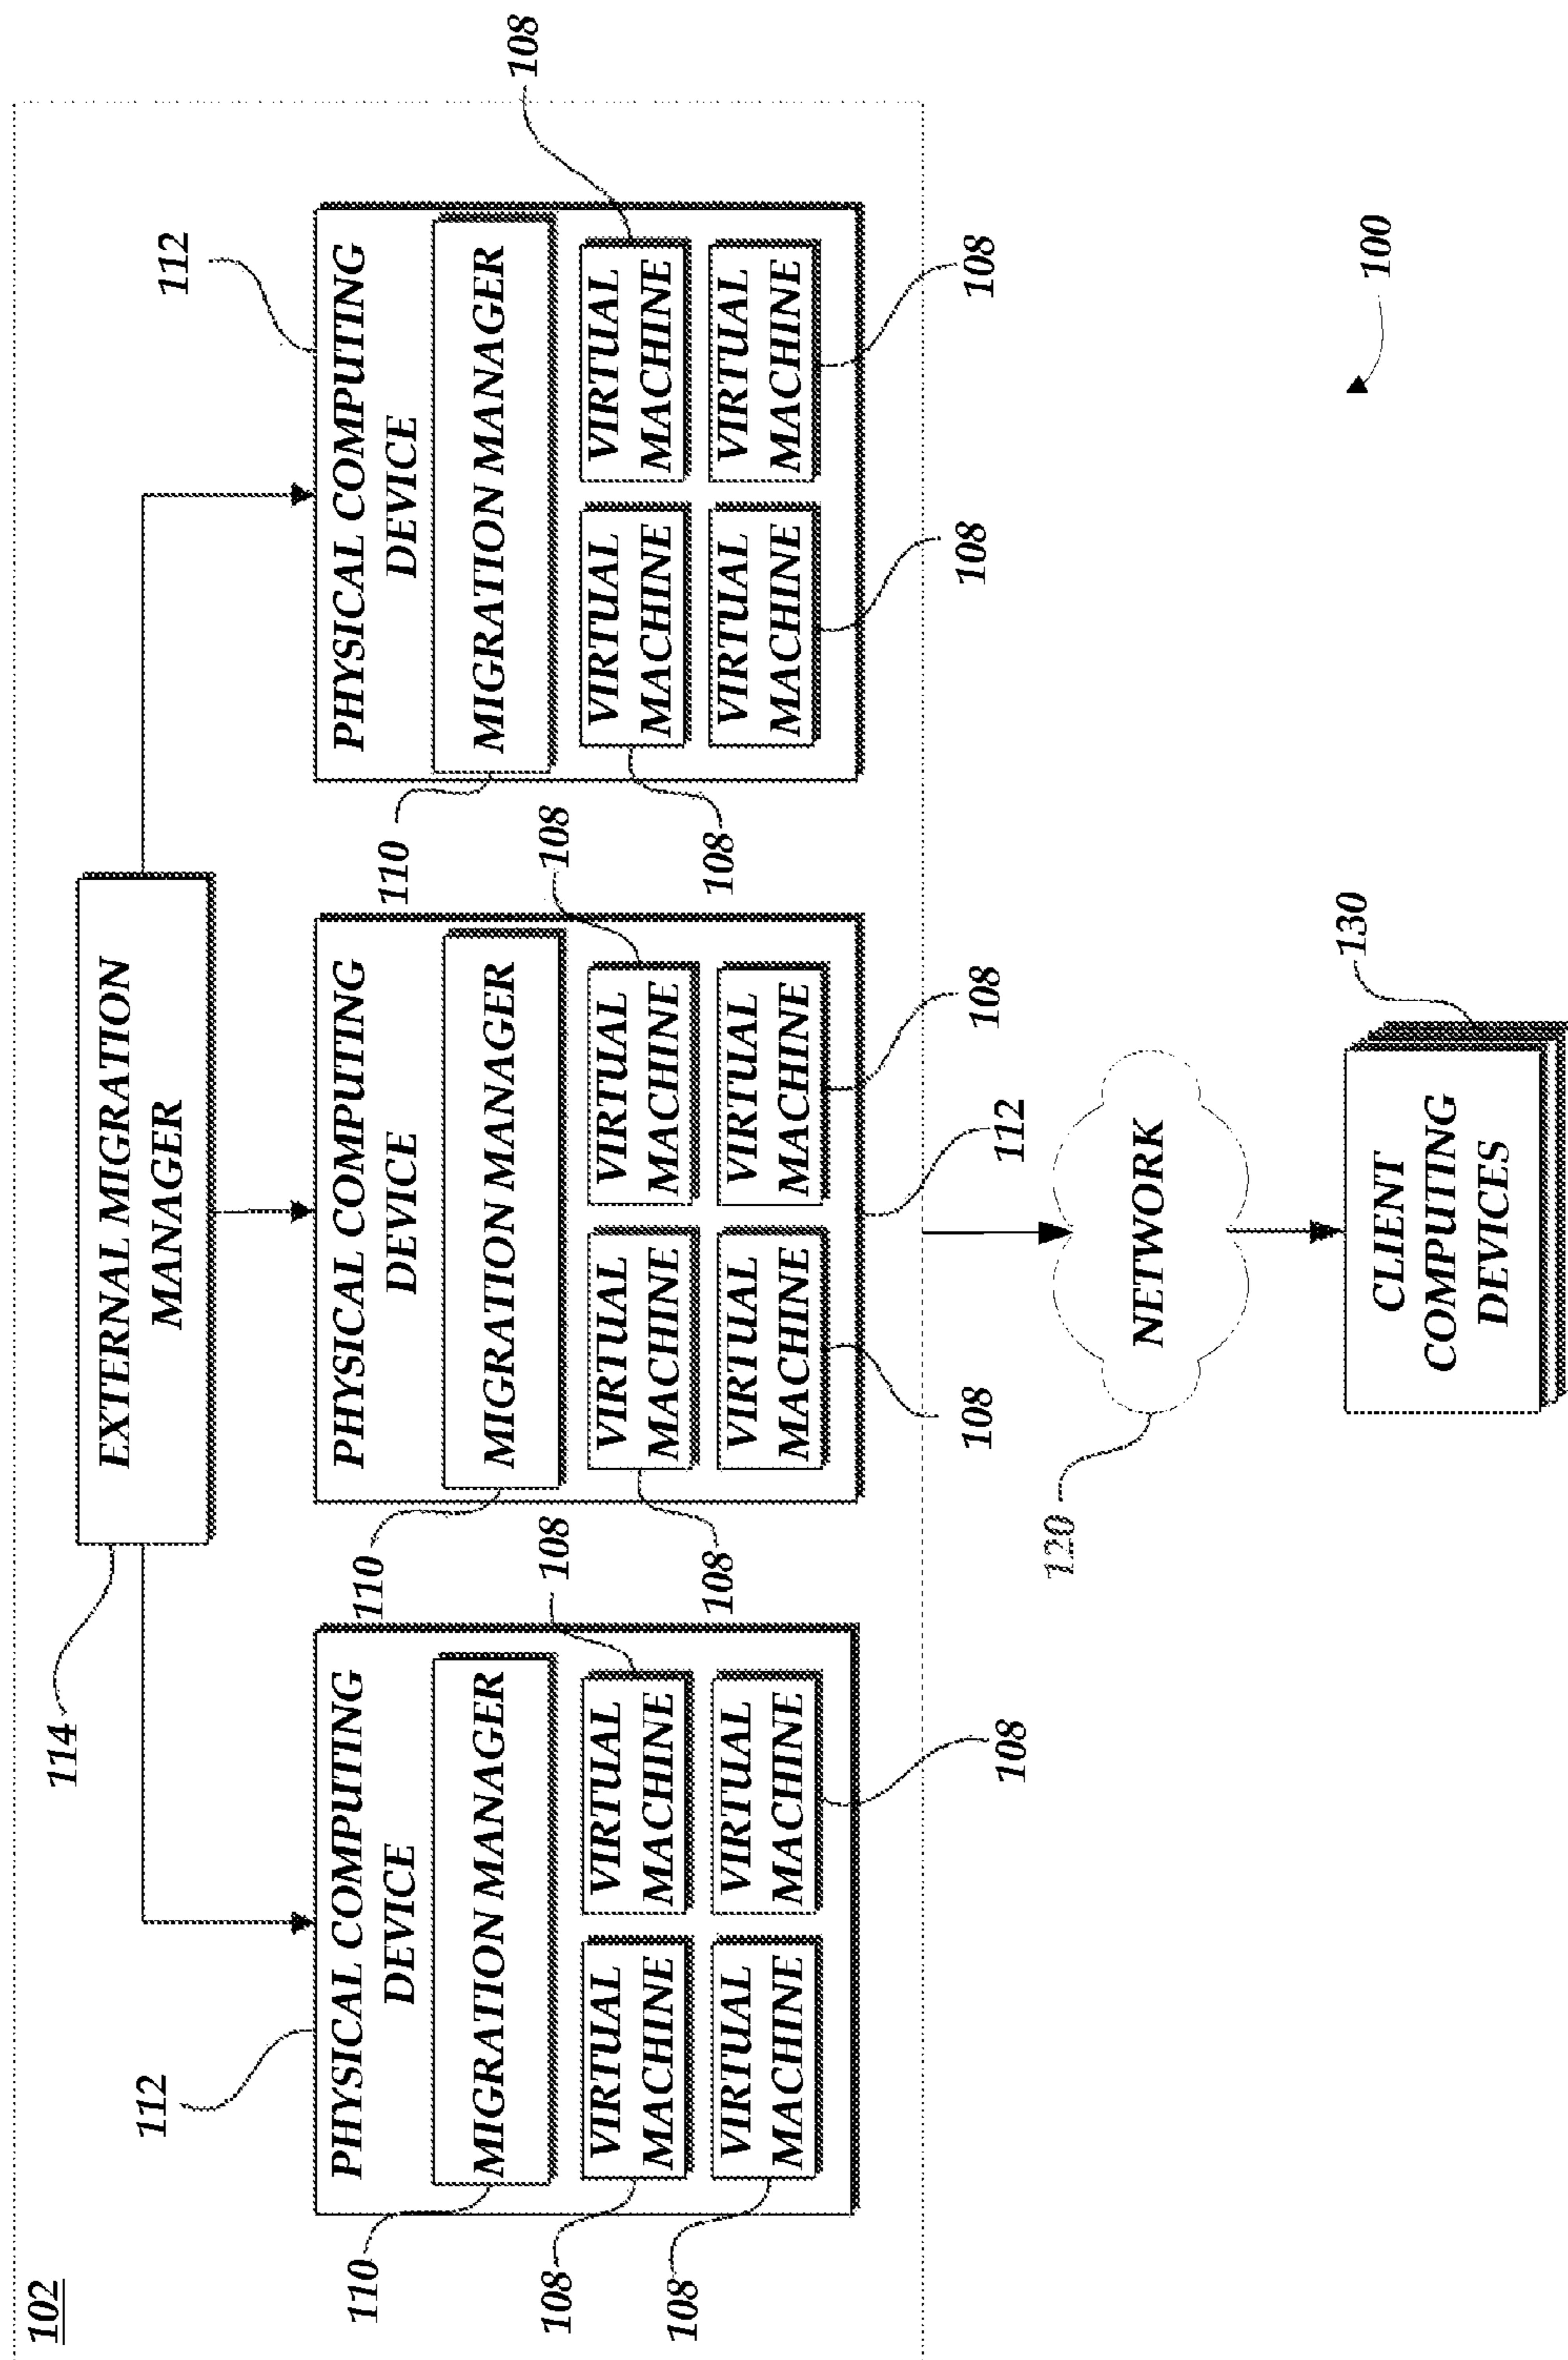 102
114
EXTERNAL MIGRATION
MANAGER
112
PHYSICAL COMPUTING
DEVICE
110
MIGRATION MANAGER
108
108
VIRTUAL
MACHINE
VIRTUAL
MACHINE
108
VIRTUAL
MACHINE
VIRTUAL
MACHINE
108
PHYSICAL COMPUTING
DEVICE
110
MIGRATION MANAGER
108
108
VIRTUAL
MACHINE
VIRTUAL
MACHINE
VIRTUAL
MACHINE
VIRTUAL
MACHINE
108
108
112
112
PHYSICAL COMPUTING
DEVICE
110
MIGRATION MANAGER
108
108
VIRTUAL
MACHINE
VIRTUAL
MACHINE
VIRTUAL
MACHINE
VIRTUAL
MACHINE
108
108
120
NETWORK
130
CLIENT
COMPUTING
DEVICES
100